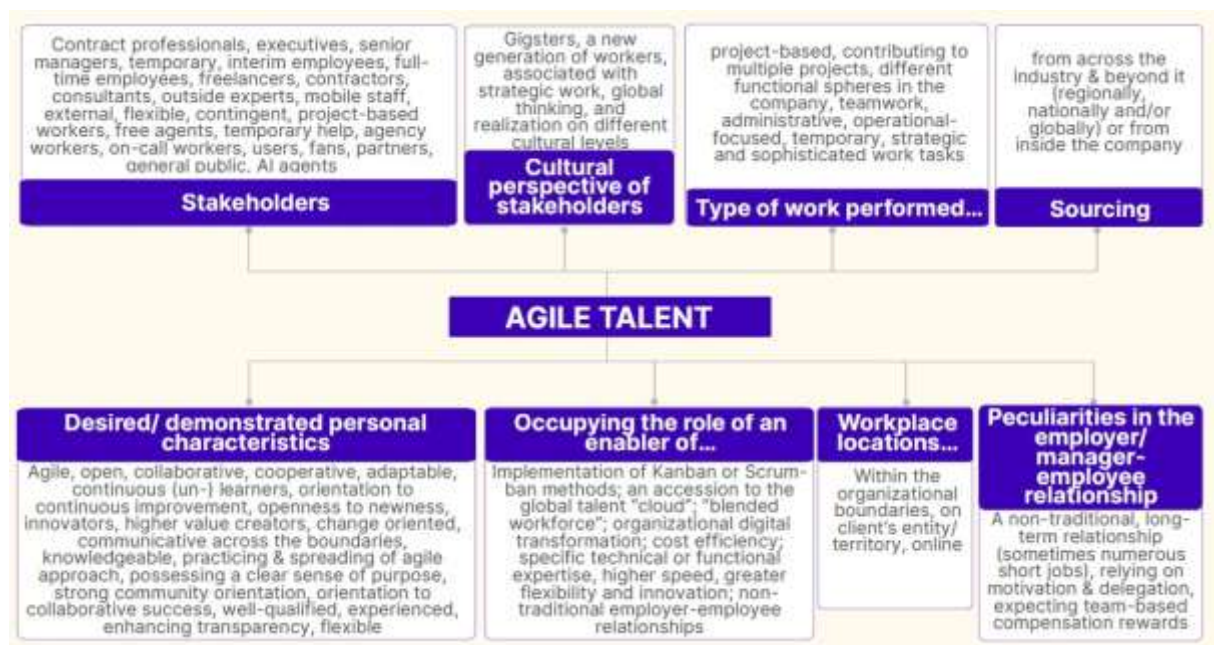 Contract professionals, executives, senior
managers, temporary, interim employees, full-
time employees, freelancers, contractors,
consultants, outside experts, mobile staff,
external, flexible, contingent, project-based
workers, free agents, temporary help, agency
workers, on-call workers, users, fans, partners,
general public, AI agents
Stakeholders
Gigsters, a new
generation of workers,
associated with
strategic work, global
thinking, and
realization on different
cultural levels
Cultural
perspective of
stakeholders
project-based, contributing to
multiple projects, different
functional spheres in the
company, teamwork,
administrative, operational-
focused, temporary, strategic
and sophisticated work tasks
Type of work performed...
from across the
industry & beyond it
(regionally,
nationally and/or
globally) or from
inside the company
Sourcing
AGILE TALENT
Desired/ demonstrated personal
characteristics
Agile, open, collaborative, cooperative, adaptable,
continuous (un-) learners, orientation to
continuous improvement, openness to newness,
innovators, higher value creators, change oriented,
communicative across the boundaries,
knowledgeable, practicing & spreading of agile
approach, possessing a clear sense of purpose,
strong community orientation, orientation to
collaborative success, well-qualified, experienced,
enhancing transparency, flexible
Occupying the role of an
enabler of...
Implementation of Kanban or Scrum-
ban methods; an accession to the
global talent "cloud"; "blended
workforce"; organizational digital
transformation; cost efficiency;
specific technical or functional
expertise, higher speed, greater
flexibility and innovation; non-
traditional employer-employee
relationships
Workplace
locations...
Within the
organizational
boundaries, on
client's entity/
territory, online
Peculiarities in the
employer/
manager-
employee
relationship
A non-traditional, long-
term relationship
(sometimes numerous
short jobs), relying on
motivation & delegation,
expecting team-based
compensation rewards